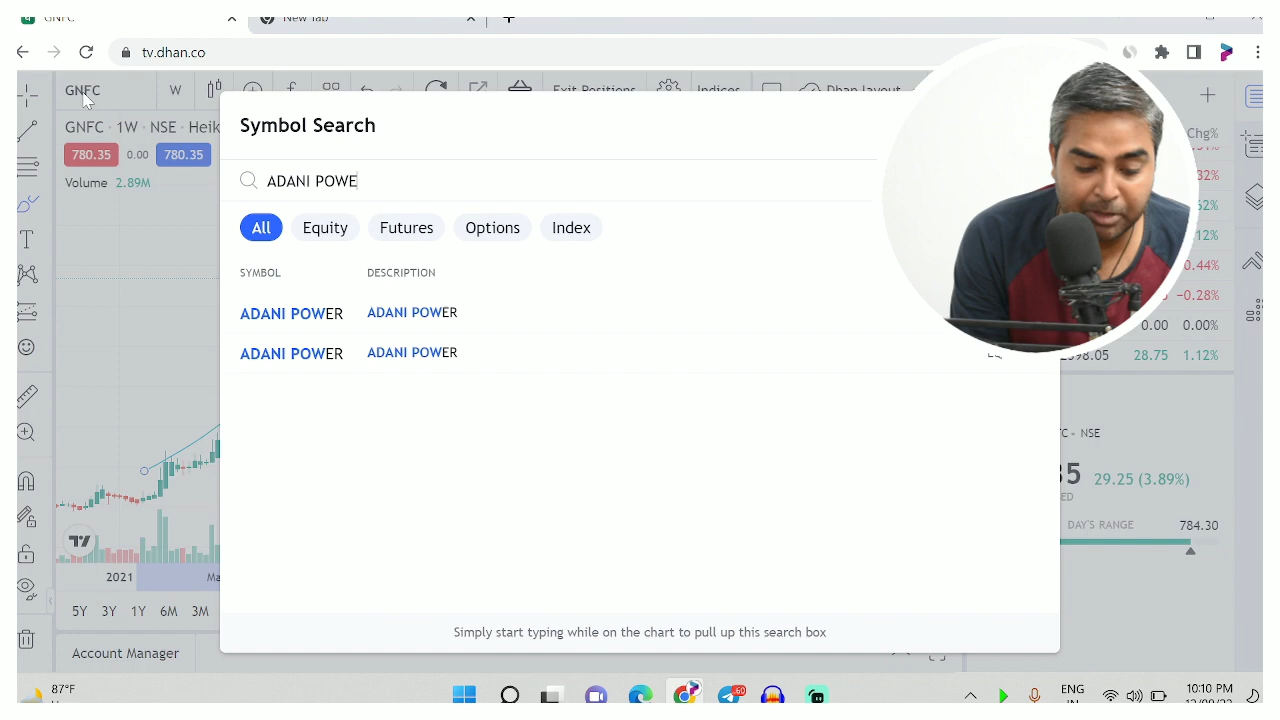 GNFC
New Tab
tv.dhan.co
GNFC
W
Exit Positions
Indices
Dhan layout
GNFC · 1W · NSE · Heik
780.35
0.00
780.35
Volume 2.89M
Symbol Search
ADANI POWE
All
Equity
Futures
Options
Index
SYMBOL
DESCRIPTION
ADANI POWER
ADANI POWER
ADANI POWER
ADANI POWER
Chg%
0.44%
−0.28%
0.00
0.00%
28.75
1.12%
NSE
29.25 (3.89%)
DAY'S RANGE
784.30
2021
Ma
5Y
3Y
1Y
6M
3M
Simply start typing while on the chart to pull up this search box
Account Manager
87°F
60
ENG
IN
10:10 PM